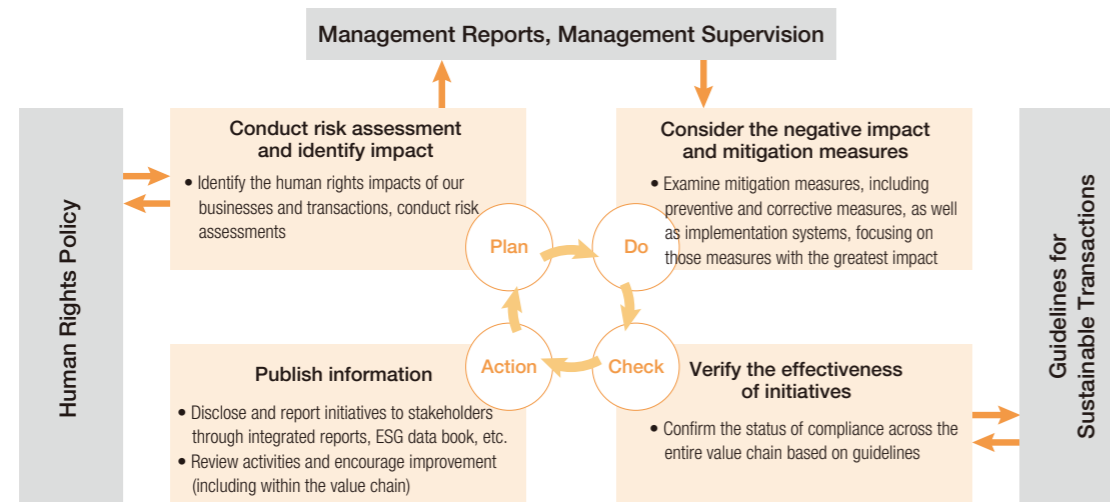 Management Reports, Management Supervision
Human Rights Policy
Conduct risk assessment
and identify impact
• Identify the human rights impacts of our
businesses and transactions, conduct risk
assessments
Consider the negative impact
and mitigation measures
• Examine mitigation measures, including
preventive and corrective measures, as well
as implementation systems, focusing on
those measures with the greatest impact
Plan
Do
Action
Check
Publish information
• Disclose and report initiatives to stakeholders
through integrated reports, ESG data book, etc.
• Review activities and encourage improvement
(including within the value chain)
Verify the effectiveness
of initiatives
• Confirm the status of compliance across the
entire value chain based on guidelines
Guidelines for
Sustainable Transactions